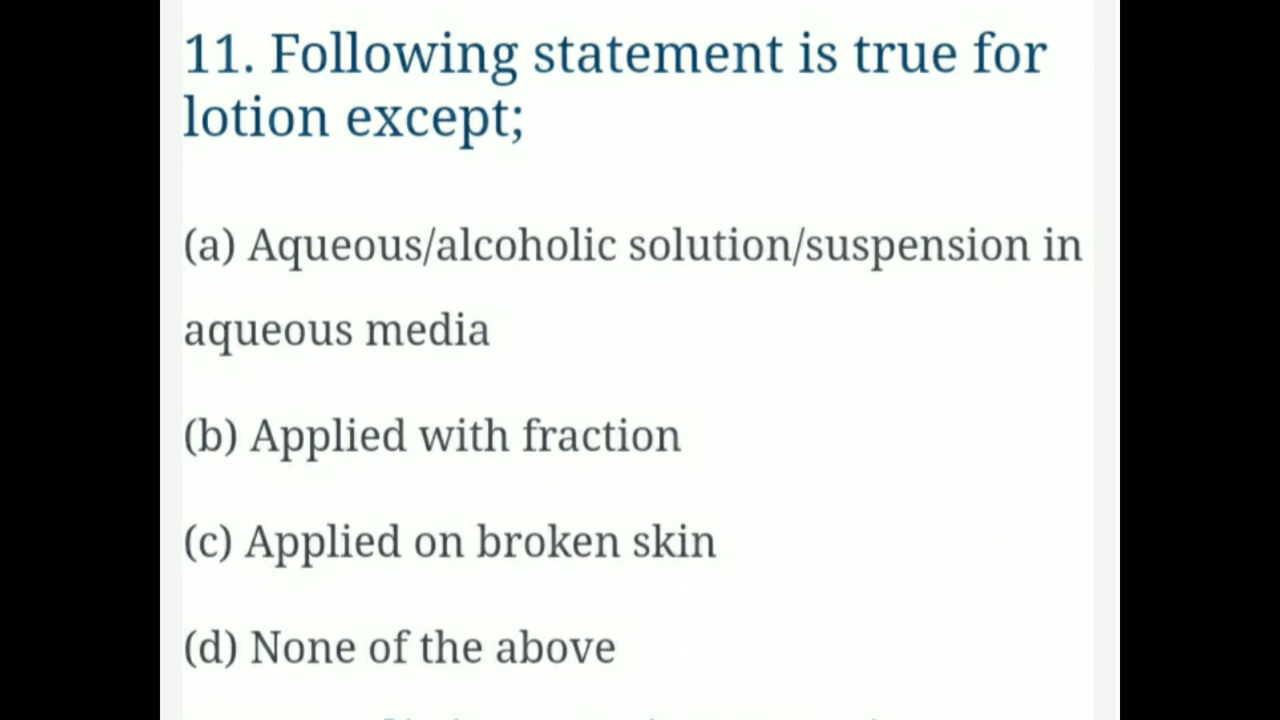 11. Following statement is true for
lotion except;
(a) Aqueous/alcoholic solution/suspension in
aqueous media
(b) Applied with fraction
(c) Applied on broken skin
(d) None of the above